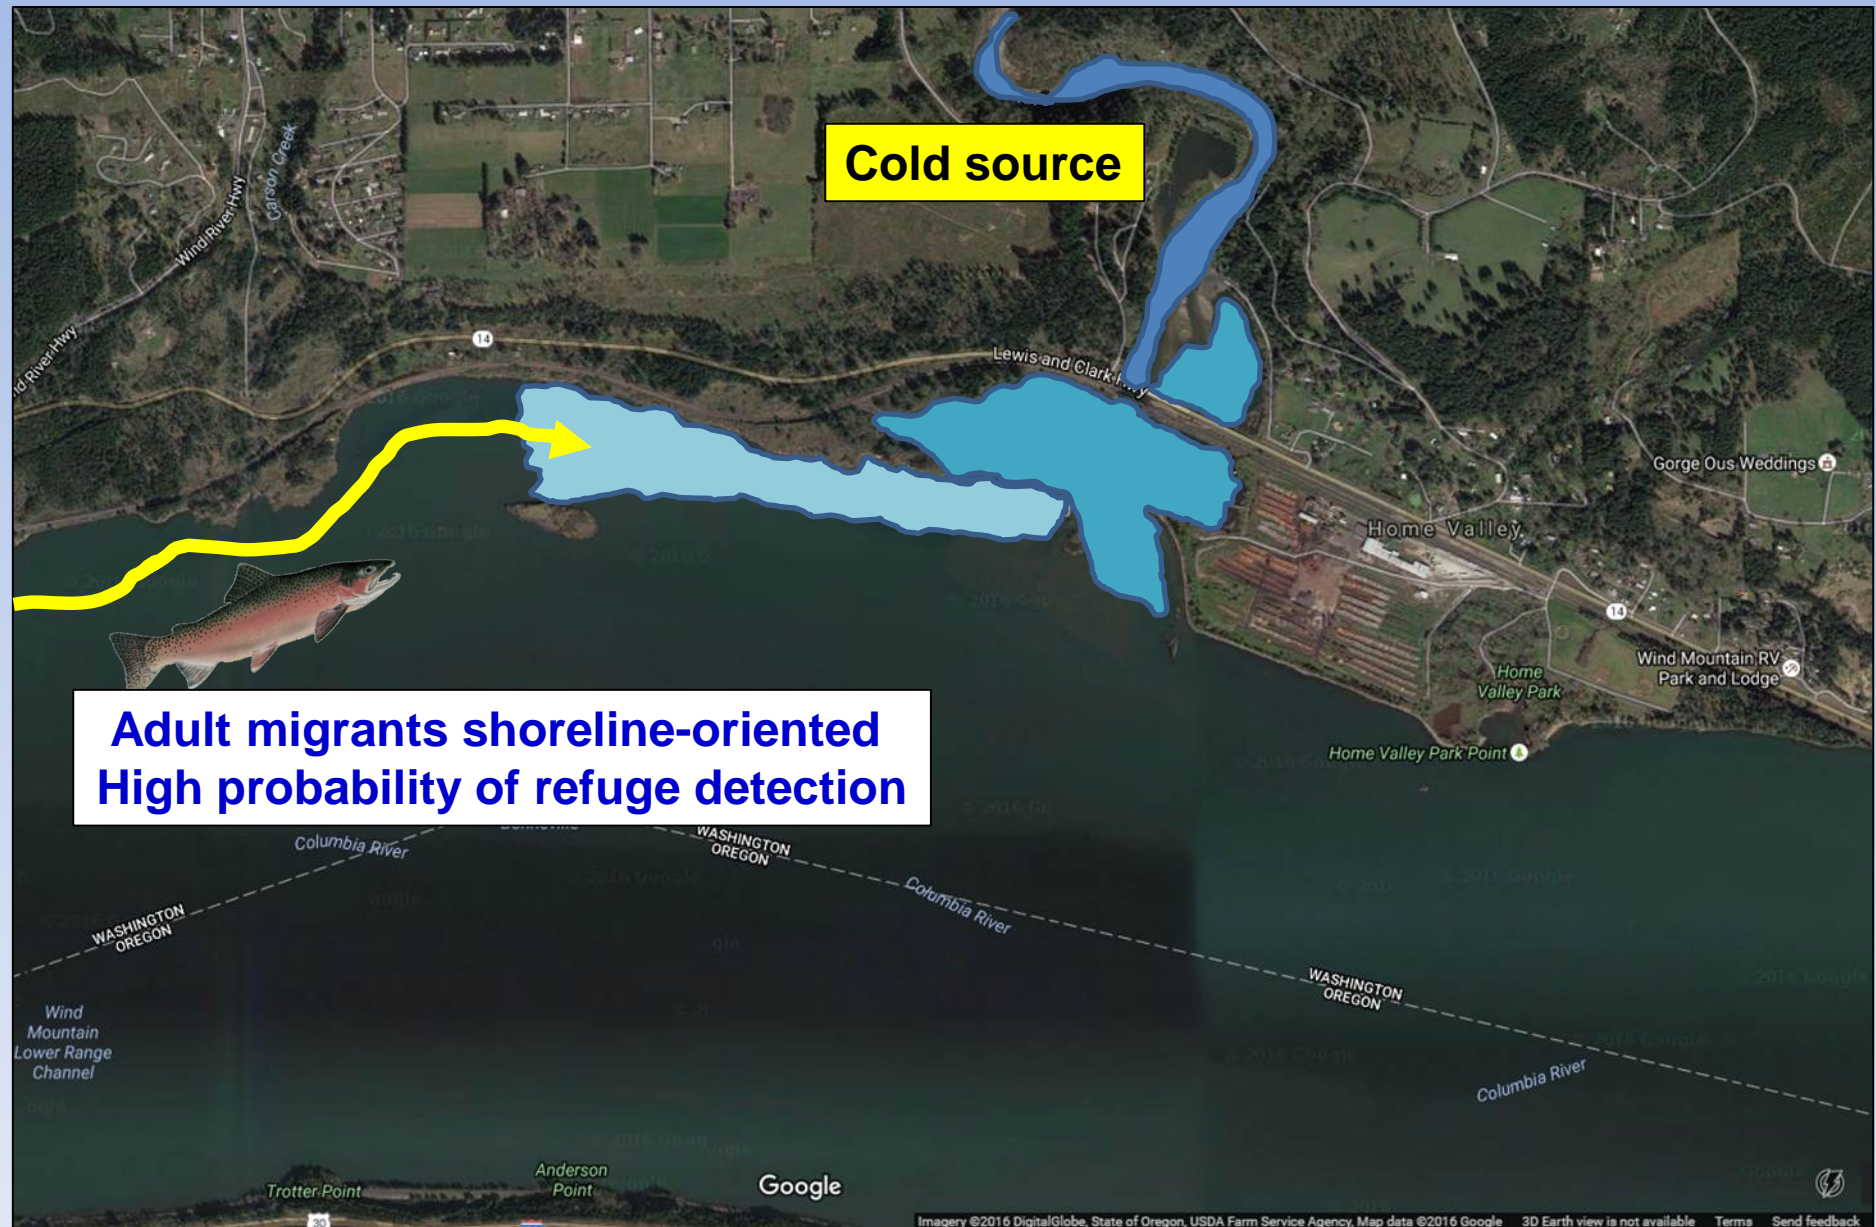 Cold source
Carson Creek
Wind River Hwy
River Hwy
14
Lewis and Clark Hwy
Gorge Ous Weddings
Home Valley
14
Wind Mountain RV
Park and Lodge
Home
Valley Park
Home Valley Park Point
Adult migrants shoreline-oriented
High probability of refuge detection
Columbia River
WASHINGTON
OREGON
Columbia River
WASHINGTON
OREGON
WASHINGTON
OREGON
Columbia River
Wind
Mountain
Lower Range
Channel
Trotter Point
Anderson
Point
Google
30
Imagery ©2016 DigitalGlobe, State of Oregon, USDA Farm Service Agency, Map data ©2016 Google 3D Earth view is not available Terms Send feedback